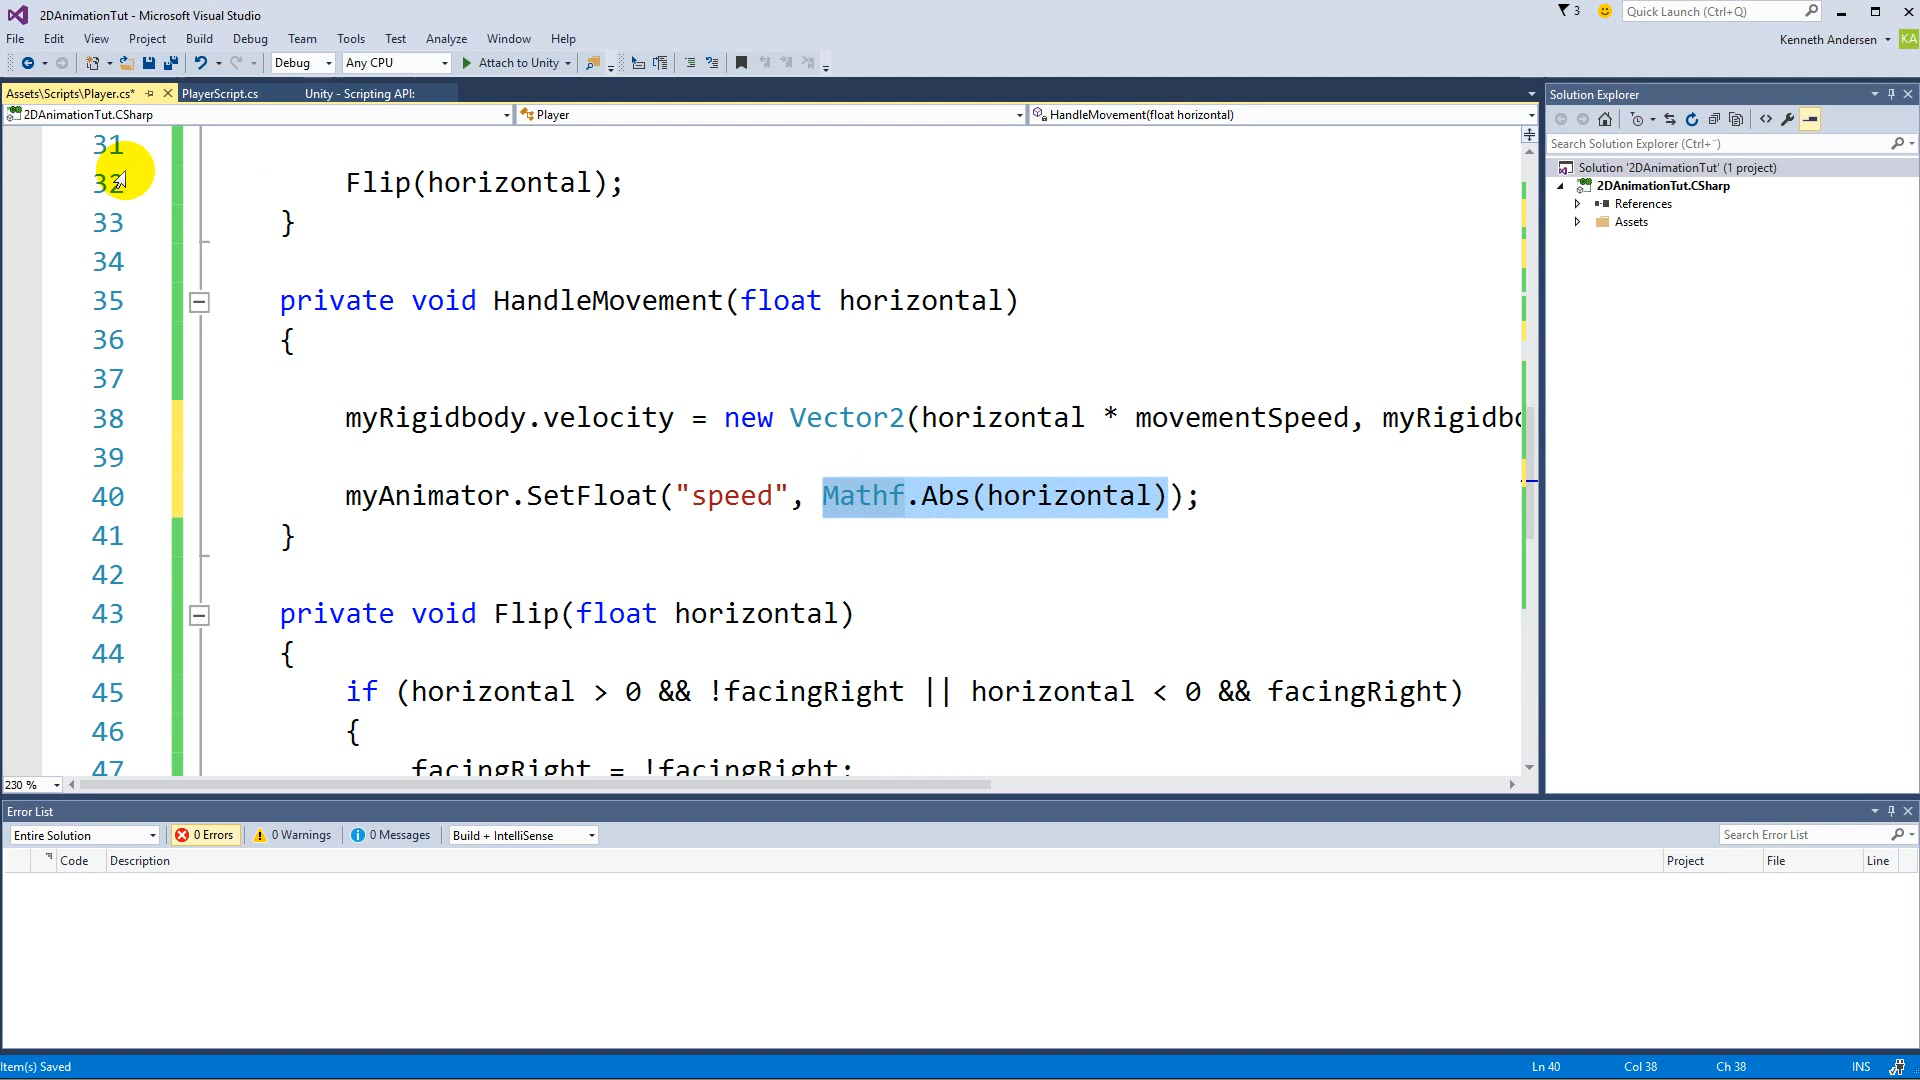 2DAnimationTut - Microsoft Visual Studio
3
Quick Launch (Ctrl+Q)
File Edit View Project Build Debug Team Tools Test Analyze Window Help
Kenneth Andersen KA
Debug Any CPU Attach to Unity
Assets\Scripts\Player.cs* PlayerScript.cs Unity - Scripting API:
Solution Explorer
2DAnimationTut.CSharp Player HandleMovement(float horizontal)
Search Solution Explorer (Ctrl+¨)
Solution '2DAnimationTut' (1 project)
2DAnimationTut.CSharp
References
Assets
31
32 Flip(horizontal);
33 }
34
35 private void HandleMovement(float horizontal)
36 {
37
38 myRigidbody.velocity = new Vector2(horizontal * movementSpeed, myRigidb
39
40 myAnimator.SetFloat("speed", Mathf.Abs(horizontal));
41 }
42
43 private void Flip(float horizontal)
44 {
45 if (horizontal > 0 && !facingRight || horizontal < 0 && facingRight)
46 {
47 facingRight = !facingRight;
230 %
Error List
Entire Solution 0 Errors 0 Warnings 0 Messages Build + IntelliSense
Search Error List
Code Description Project File Line
Item(s) Saved
Ln 40 Col 38 Ch 38 INS